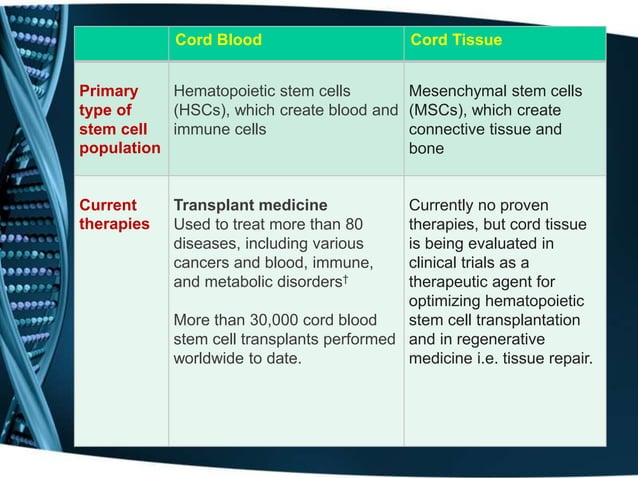 Cord Blood
Cord Tissue
Primary
type of
stem cell
population
Hematopoietic stem cells
(HSCs), which create blood and
immune cells
Mesenchymal stem cells
(MSCs), which create
connective tissue and
bone
Current
therapies
Transplant medicine
Used to treat more than 80
diseases, including various
cancers and blood, immune,
and metabolic disorders†
More than 30,000 cord blood
stem cell transplants performed
worldwide to date.
Currently no proven
therapies, but cord tissue
is being evaluated in
clinical trials as a
therapeutic agent for
optimizing hematopoietic
stem cell transplantation
and in regenerative
medicine i.e. tissue repair.